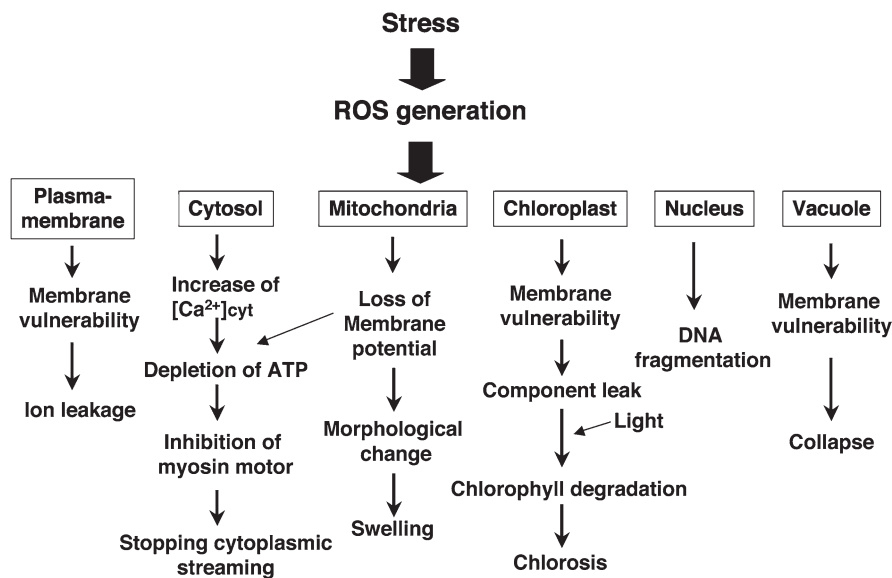 Stress
ROS generation
Plasma-
membrane
Cytosol
Mitochondria
Chloroplast
Nucleus
Vacuole
Membrane
vulnerability
Ion leakage
Increase of
[Ca²⁺]cyt
Depletion of ATP
Inhibition of
myosin motor
Stopping cytoplasmic
streaming
Loss of
Membrane
potential
Morphological
change
Swelling
Membrane
vulnerability
Component leak
Light
Chlorophyll degradation
Chlorosis
DNA
fragmentation
Membrane
vulnerability
Collapse